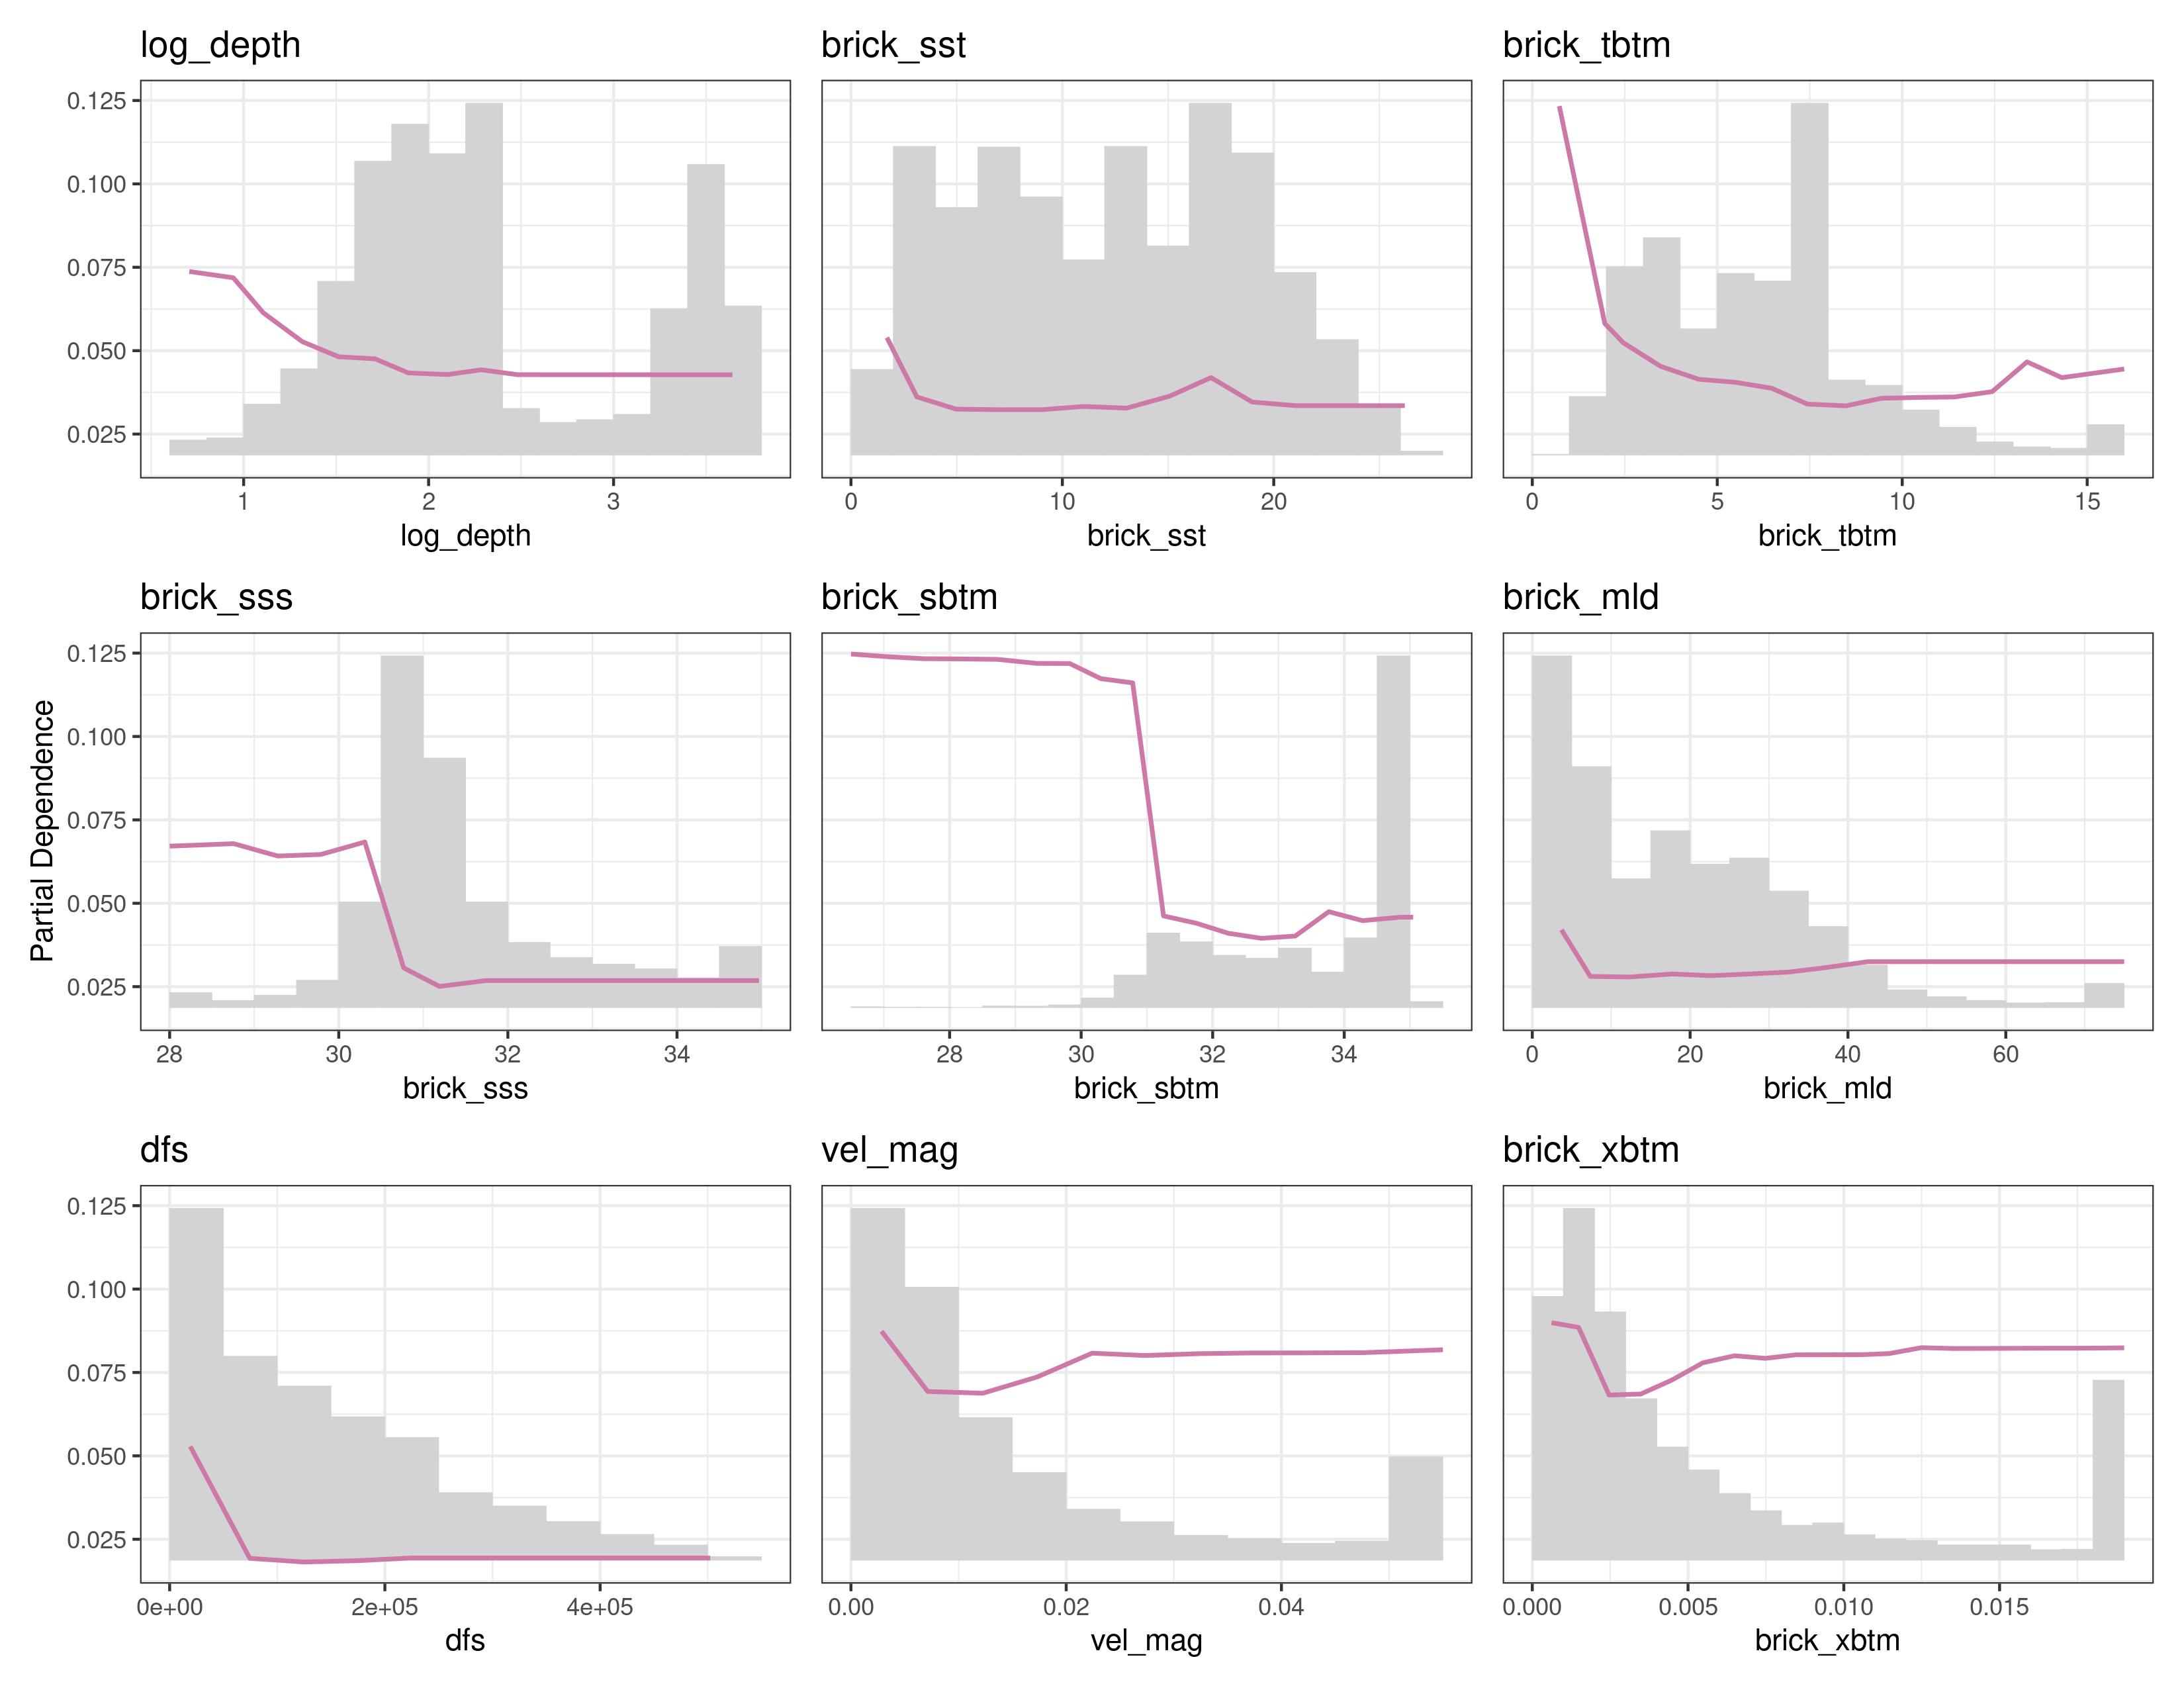 log_depth brick_sst brick_tbtm
0.125
0.100
0.075
0.050
0.025
1 2 3 0 10 20 0 5 10 15
log_depth brick_sst brick_tbtm
brick_sss brick_sbtm brick_mld
Partial Dependence
0.125
0.100
0.075
0.050
0.025
28 30 32 34 28 30 32 34 0 20 40 60
brick_sss brick_sbtm brick_mld
dfs vel_mag brick_xbtm
0.125
0.100
0.075
0.050
0.025
0e+00 2e+05 4e+05 0.00 0.02 0.04 0.000 0.005 0.010 0.015
dfs vel_mag brick_xbtm